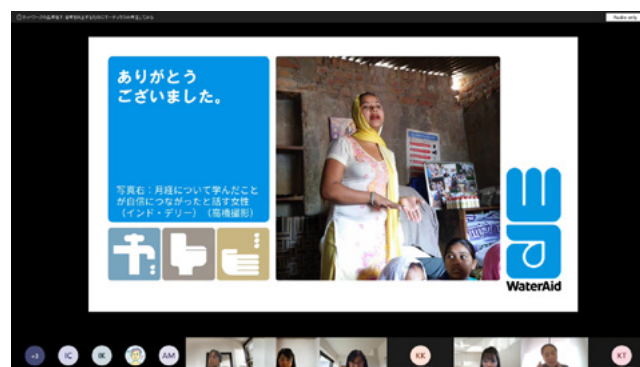 Audio only
ありがとう
ございました。
写真右：月経について学んだこと
が自信につながったと話す女性
（インド・デリー）（高橋撮影）
WaterAid
+3
IC
IK
AM
KK
KT